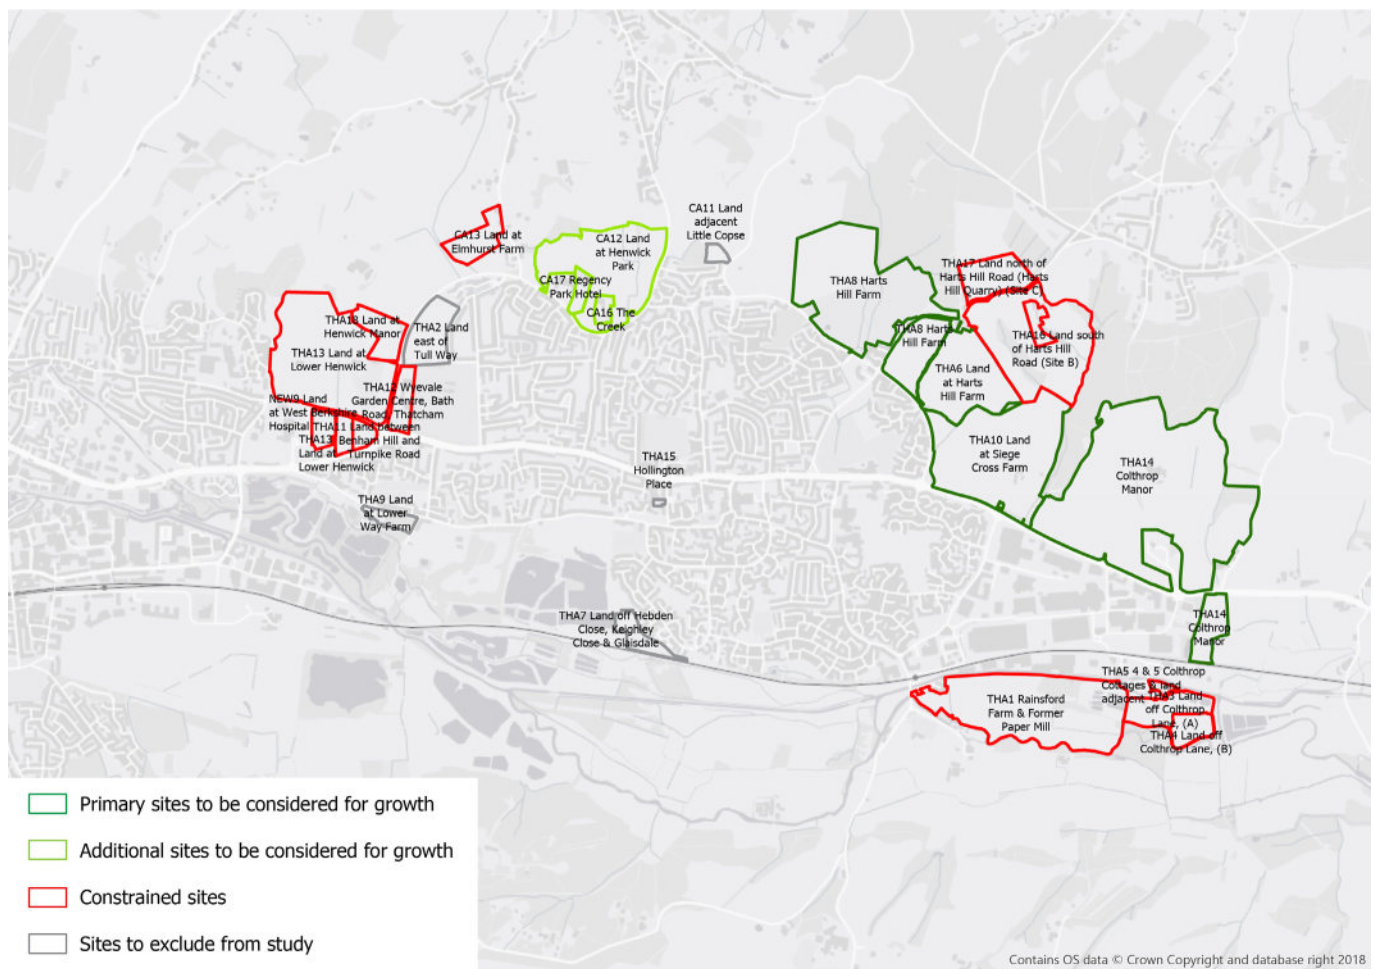 CA11 Land
adjacent
Little Copse
CA13 Land at
Elmhurst Farm
CA12 Land
at Henwick
Park
CA17 Regency
Park Hotel
CA16 The
Creek
THA8 Harts
Hill Farm
THA17 Land north of
Harts Hill Road (Harts
Hill Quarry) (Site C)
THA8 Harts
Hill Farm
THA16 Land south
of Harts Hill
Road (Site B)
THA6 Land
at Harts
Hill Farm
THA18 Land at
Henwick Manor
THA2 Land
east of
Tull Way
THA13 Land at
Lower Henwick
THA12 Wyevale
Garden Centre, Bath
Road, Thatcham
NEW9 Land
at West Berkshire
Hospital
THA11 Land between
Benham Hill and
Turnpike Road
THA13
Land at
Lower Henwick
THA10 Land
at Siege
Cross Farm
THA14
Colthrop
Manor
THA15
Hollington
Place
THA9 Land
at Lower
Way Farm
THA7 Land off Hebden
Close, Keighley
Close & Glaisdale
THA14
Colthrop
Manor
THA5 4 & 5 Colthrop
Cottages & land
adjacent
THA3 Land
off Colthrop
Lane, (A)
THA4 Land off
Colthrop Lane, (B)
THA1 Rainsford
Farm & Former
Paper Mill
Primary sites to be considered for growth
Additional sites to be considered for growth
Constrained sites
Sites to exclude from study
Contains OS data © Crown Copyright and database right 2018